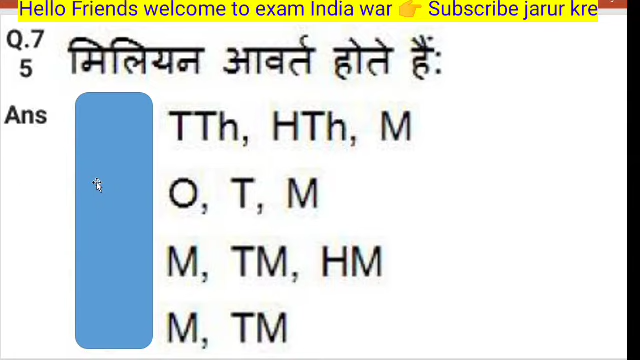 Hello Friends welcome to exam India war 👉 Subscribe jarur kre
Q.7
5
मिलियन आवर्त होते हैं:
Ans
TTh, HTh, M
O, T, M
M, TM, HM
M, TM